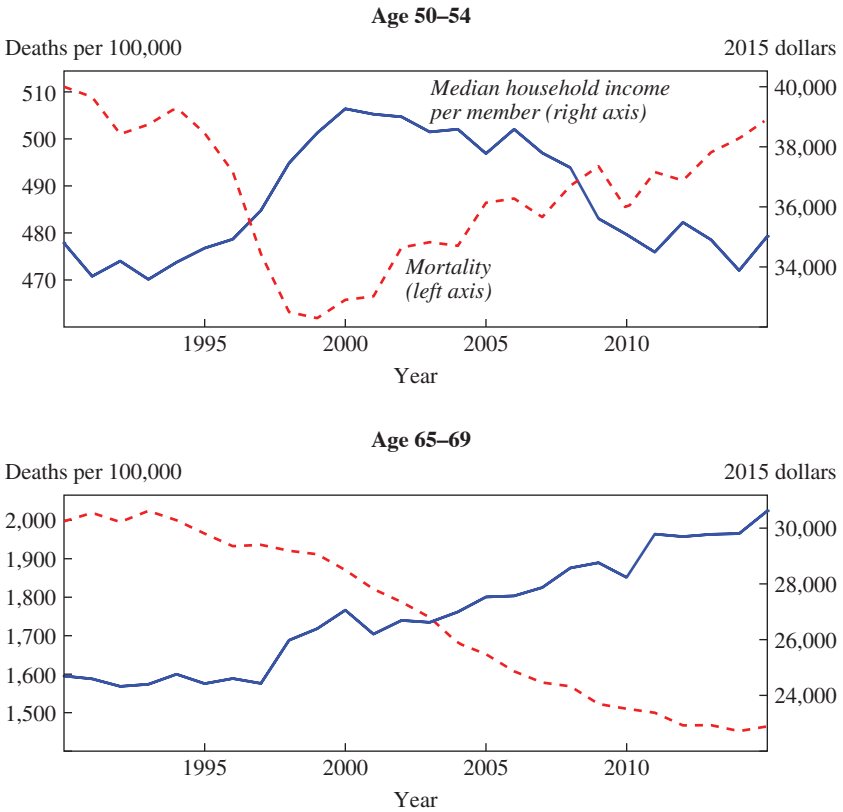 Age 50–54
Deaths per 100,000
2015 dollars
510
500
490
480
470
40,000
38,000
36,000
34,000
Median household income
per member (right axis)
Mortality
(left axis)
1995
2000
2005
2010
Year
Age 65–69
Deaths per 100,000
2015 dollars
2,000
1,900
1,800
1,700
1,600
1,500
30,000
28,000
26,000
24,000
1995
2000
2005
2010
Year